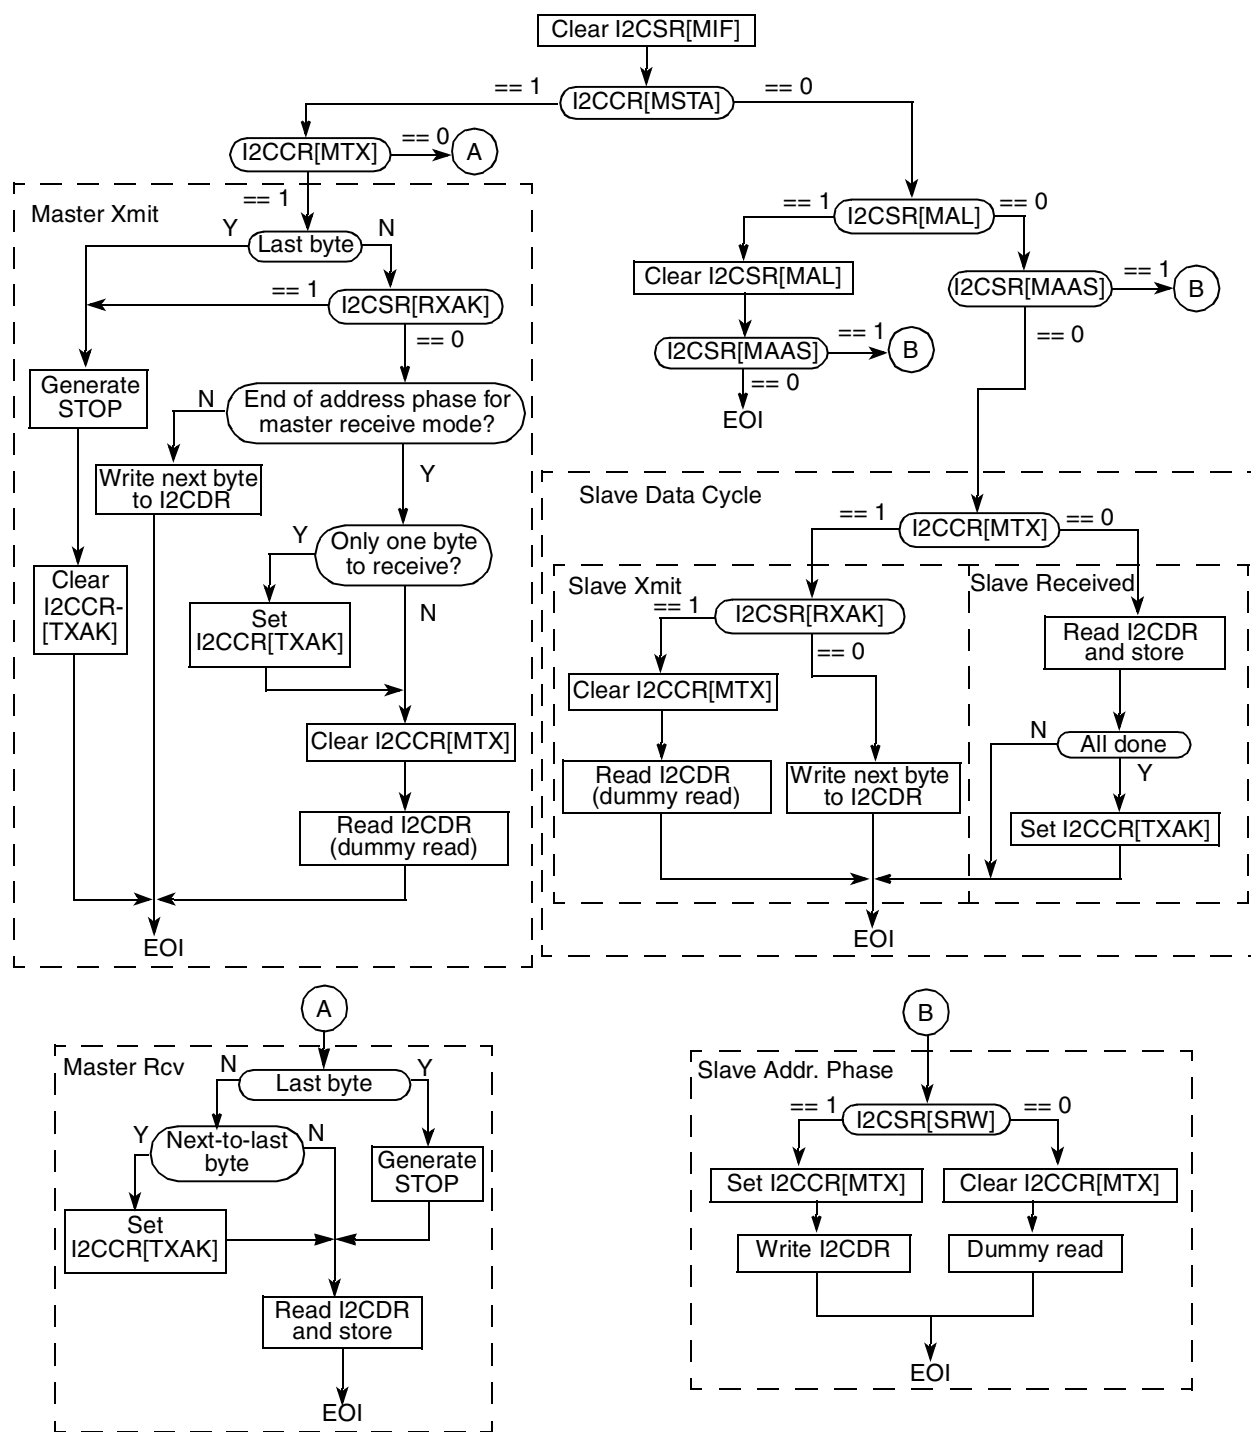 Clear I2CSR[MIF]
== 1
I2CCR[MSTA]
== 0
I2CCR[MTX]
== 0
A
== 1
Master Xmit
Y
Last byte
N
== 1
I2CSR[RXAK]
== 0
Generate
STOP
N
End of address phase for
master receive mode?
Y
Write next byte
to I2CDR
Y
Only one byte
to receive?
N
Clear
I2CCR-
[TXAK]
Set
I2CCR[TXAK]
Clear I2CCR[MTX]
Read I2CDR
(dummy read)
EOI
== 1
I2CSR[MAL]
== 0
Clear I2CSR[MAL]
I2CSR[MAAS]
== 1
B
== 0
I2CSR[MAAS]
== 1
B
== 0
EOI
Slave Data Cycle
== 1
I2CCR[MTX]
== 0
Slave Xmit
== 1
I2CSR[RXAK]
== 0
Clear I2CCR[MTX]
Read I2CDR
(dummy read)
Write next byte
to I2CDR
Slave Received
Read I2CDR
and store
N
All done
Y
Set I2CCR[TXAK]
EOI
A
Master Rcv
N
Last byte
Y
Y
Next-to-last
byte
N
Generate
STOP
Set
I2CCR[TXAK]
Read I2CDR
and store
EOI
B
Slave Addr. Phase
== 1
I2CSR[SRW]
== 0
Set I2CCR[MTX]
Clear I2CCR[MTX]
Write I2CDR
Dummy read
EOI